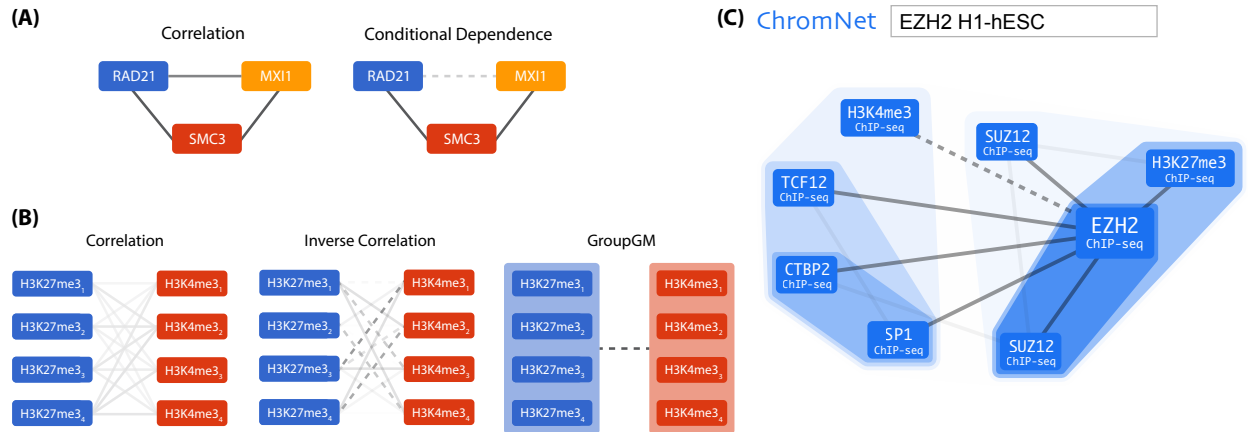 (A)
Correlation
Conditional Dependence
RAD21
MXI1
SMC3
RAD21
MXI1
SMC3
(B)
Correlation
Inverse Correlation
GroupGM
H3K27me3₁
H3K4me3₁
H3K27me3₂
H3K4me3₂
H3K27me3₃
H3K4me3₃
H3K27me3₄
H3K4me3₄
H3K27me3₁
H3K4me3₁
H3K27me3₂
H3K4me3₂
H3K27me3₃
H3K4me3₃
H3K27me3₄
H3K4me3₄
H3K27me3₁
H3K4me3₁
H3K27me3₂
H3K4me3₂
H3K27me3₃
H3K4me3₃
H3K27me3₄
H3K4me3₄
(C) ChromNet EZH2 H1-hESC
H3K4me3
ChIP-seq
SUZ12
ChIP-seq
H3K27me3
ChIP-seq
TCF12
ChIP-seq
EZH2
ChIP-seq
CTBP2
ChIP-seq
SP1
ChIP-seq
SUZ12
ChIP-seq